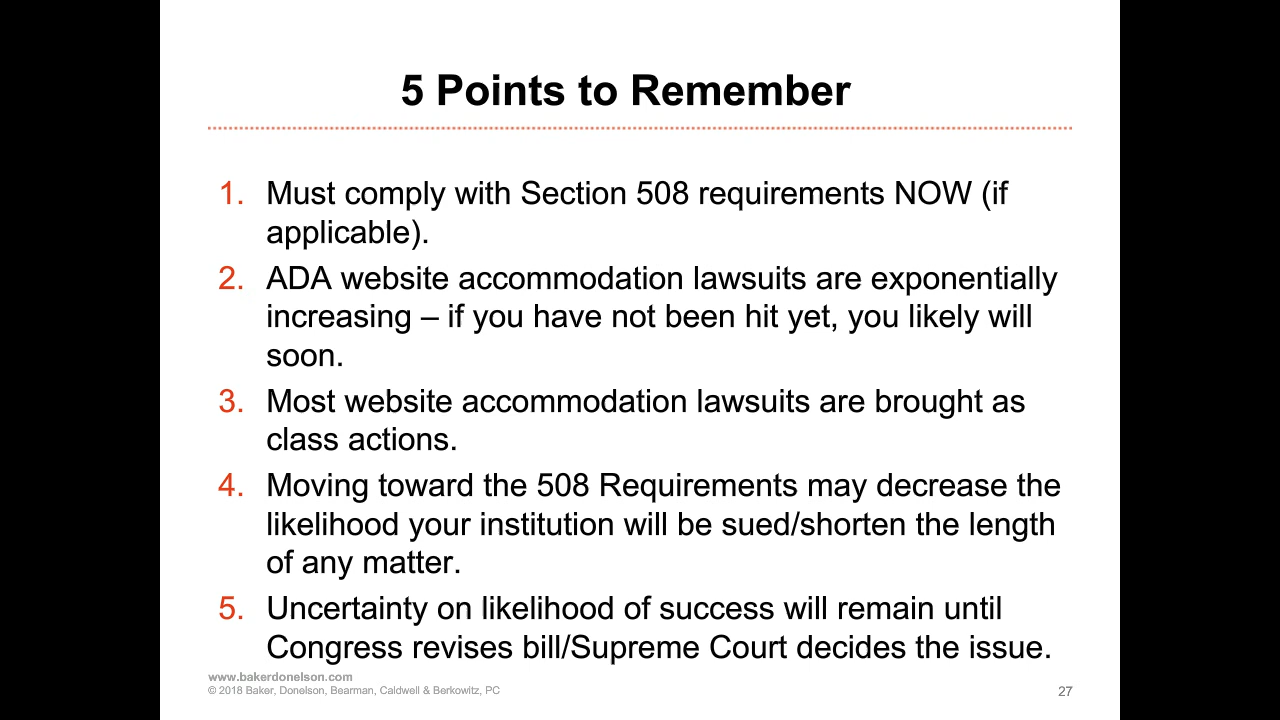 5 Points to Remember
1. Must comply with Section 508 requirements NOW (if
applicable).
2. ADA website accommodation lawsuits are exponentially
increasing – if you have not been hit yet, you likely will
soon.
3. Most website accommodation lawsuits are brought as
class actions.
4. Moving toward the 508 Requirements may decrease the
likelihood your institution will be sued/shorten the length
of any matter.
5. Uncertainty on likelihood of success will remain until
Congress revises bill/Supreme Court decides the issue.
www.bakerdonelson.com
© 2018 Baker, Donelson, Bearman, Caldwell & Berkowitz, PC
27